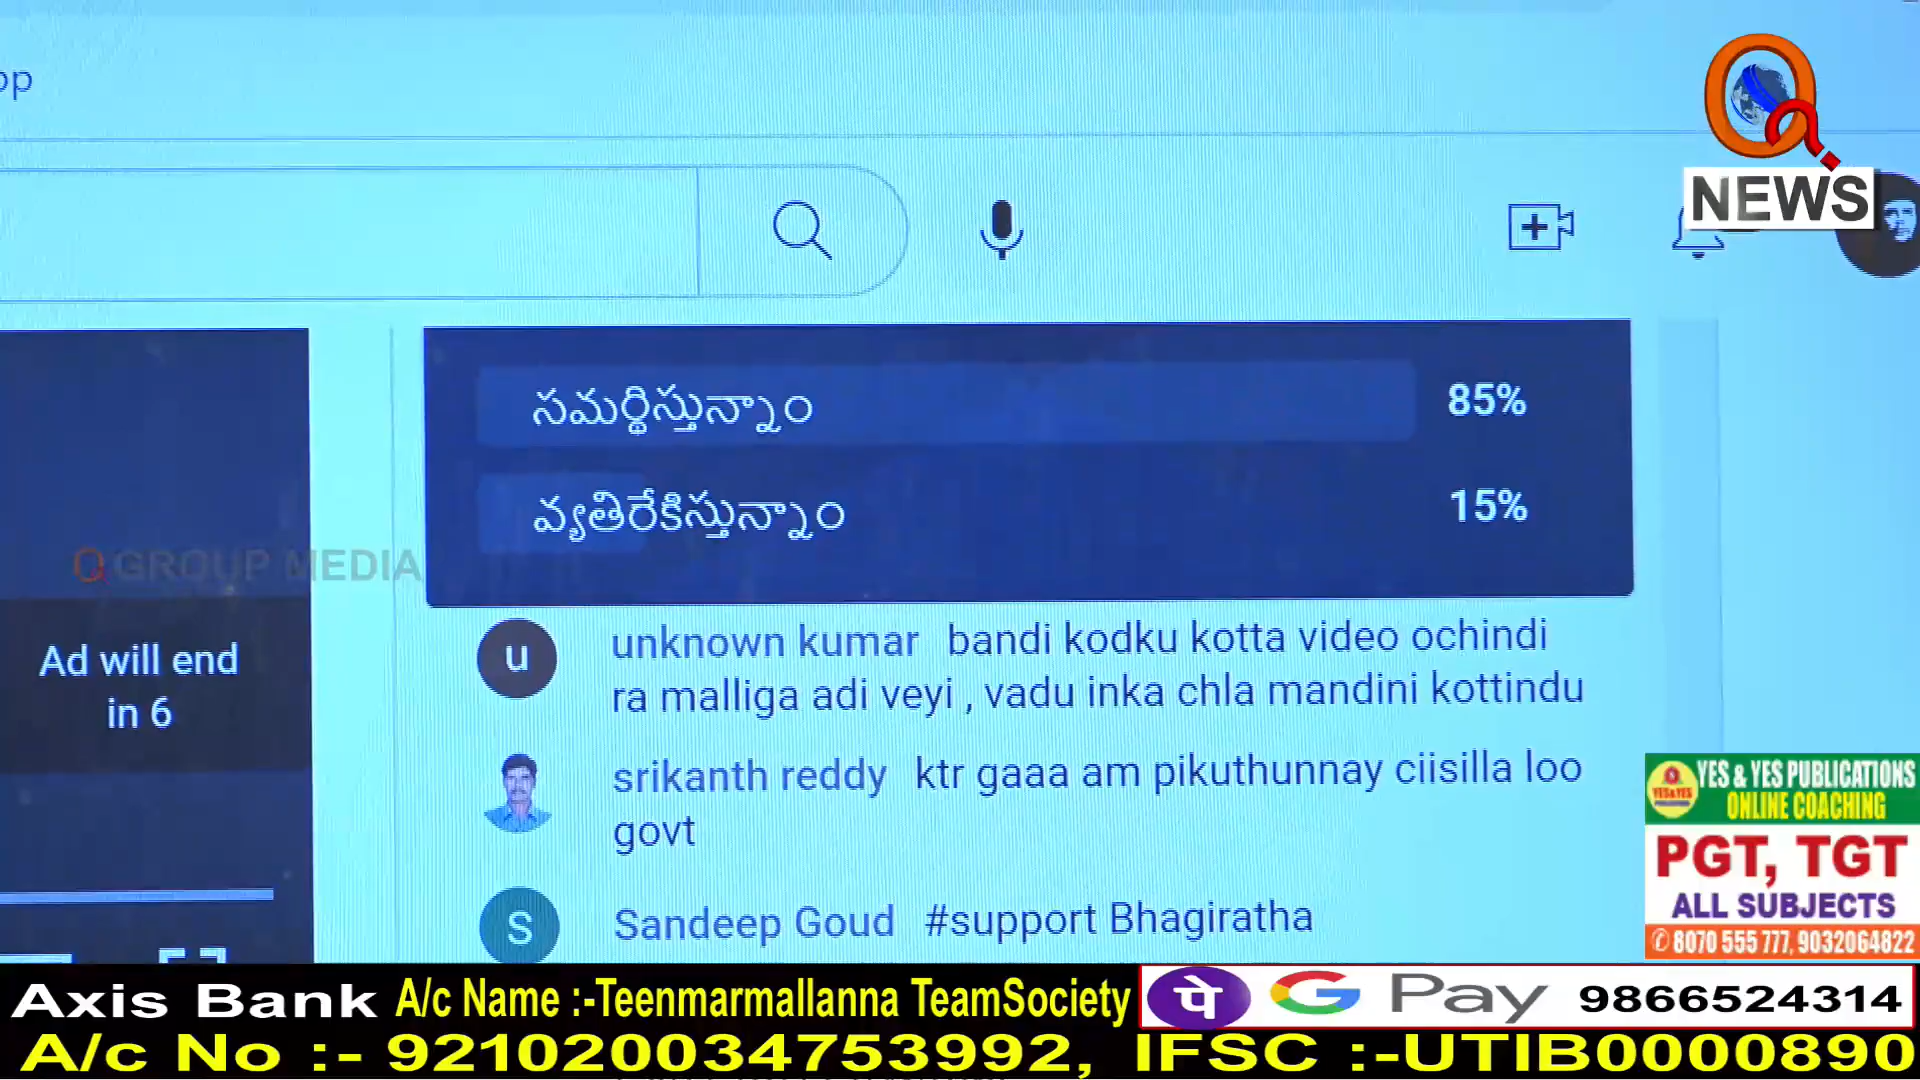 op
Q
NEWS
సమర్థిస్తున్నాం 85%
వ్యతిరేకిస్తున్నాం 15%
Q GROUP MEDIA
Ad will end
in 6
u unknown kumar bandi kodku kotta video ochindi
ra malliga adi veyi , vadu inka chla mandini kottindu
srikanth reddy ktr gaaa am pikuthunnay ciisilla loo
govt
S Sandeep Goud #support Bhagiratha
YES & YES PUBLICATIONS
ONLINE COACHING
PGT, TGT
ALL SUBJECTS
8070 555 777, 9032064822
Axis Bank A/c Name :-Teenmarmallanna TeamSociety पे G Pay 9866524314
A/c No :- 921020034753992, IFSC :-UTIB0000890